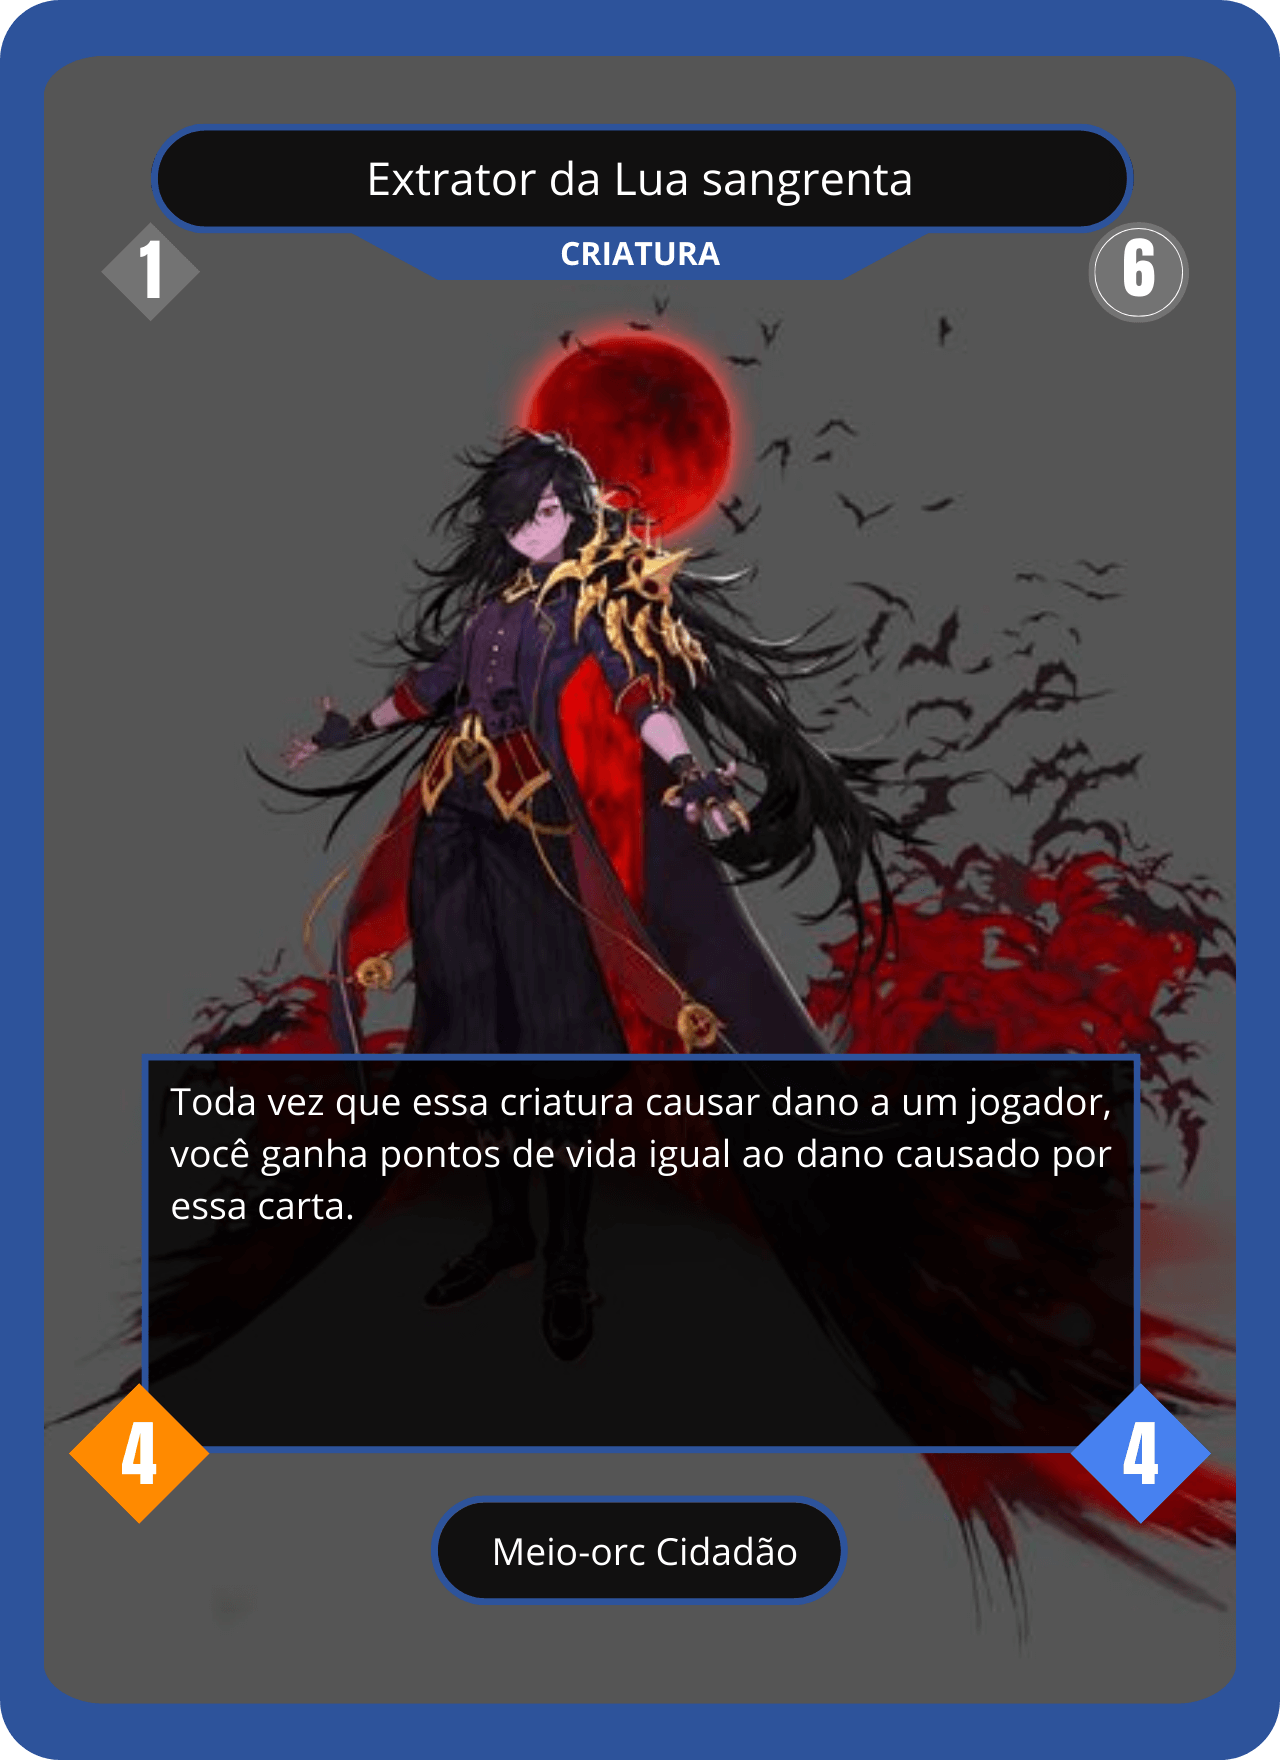 Extrator da Lua sangrenta
CRIATURA
1
6
Toda vez que essa criatura causar dano a um jogador,
você ganha pontos de vida igual ao dano causado por
essa carta.
4
4
Meio-orc Cidadão